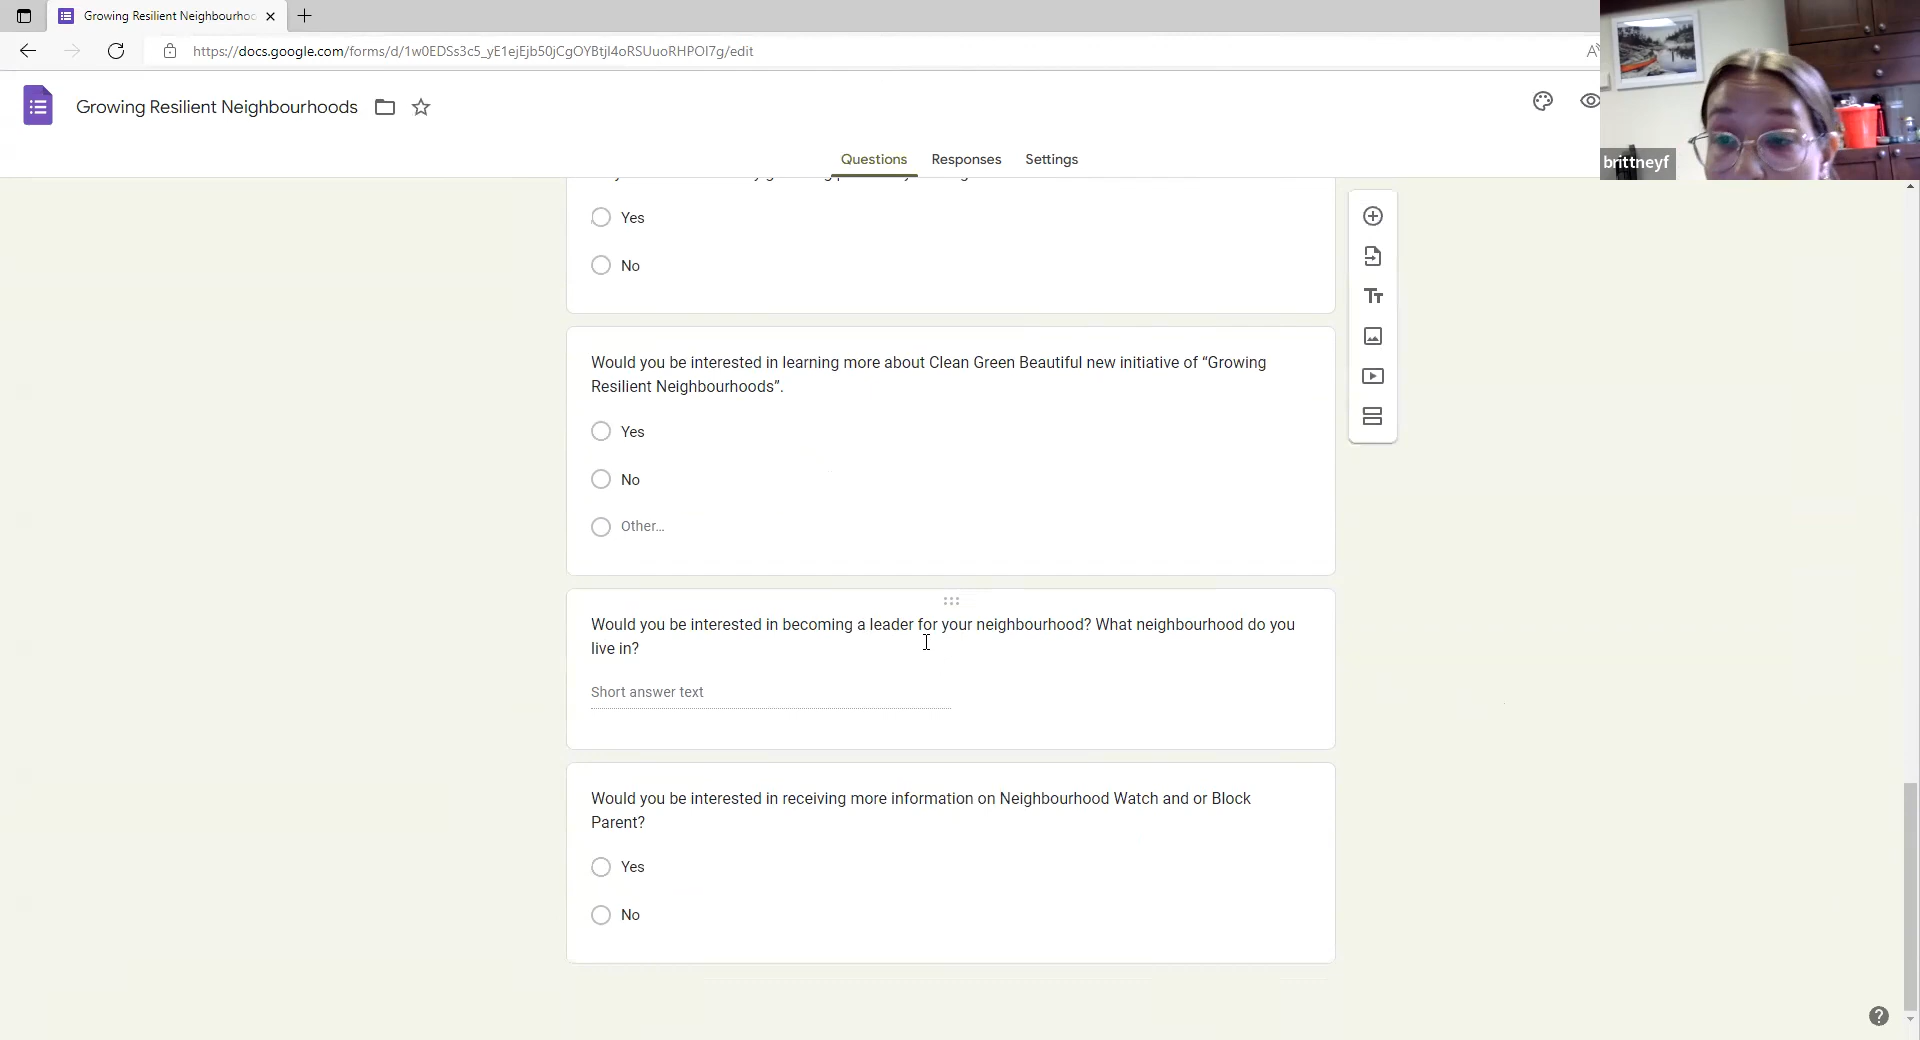 Growing Resilient Neighbourhoo
https://docs.google.com/forms/d/1w0EDSs3c5_yE1ejEjb50jCgOYBtjI4oRSUuoRHPOI7g/edit
Growing Resilient Neighbourhoods
brittneyf
Questions Responses Settings
Yes
No
Would you be interested in learning more about Clean Green Beautiful new initiative of “Growing
Resilient Neighbourhoods”.
Yes
No
Other...
Would you be interested in becoming a leader for your neighbourhood? What neighbourhood do you
live in?
Short answer text
Would you be interested in receiving more information on Neighbourhood Watch and or Block
Parent?
Yes
No